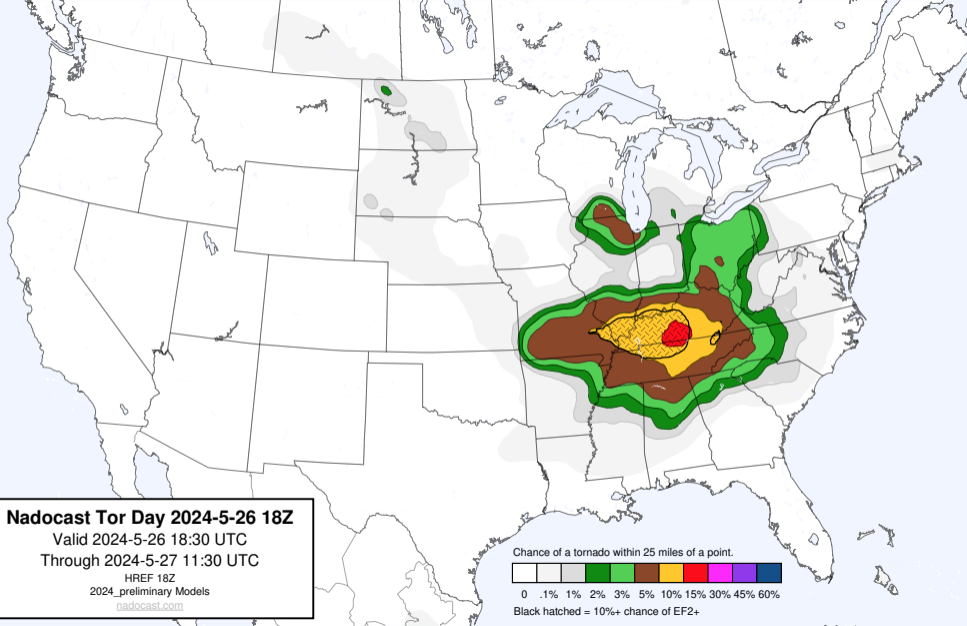 Nadocast Tor Day 2024-5-26 18Z
Valid 2024-5-26 18:30 UTC
Through 2024-5-27 11:30 UTC
HREF 18Z
2024_preliminary Models
nadocast.com
Chance of a tornado within 25 miles of a point.
0 .1% 1% 2% 3% 5% 10% 15% 30% 45% 60%
Black hatched = 10%+ chance of EF2+